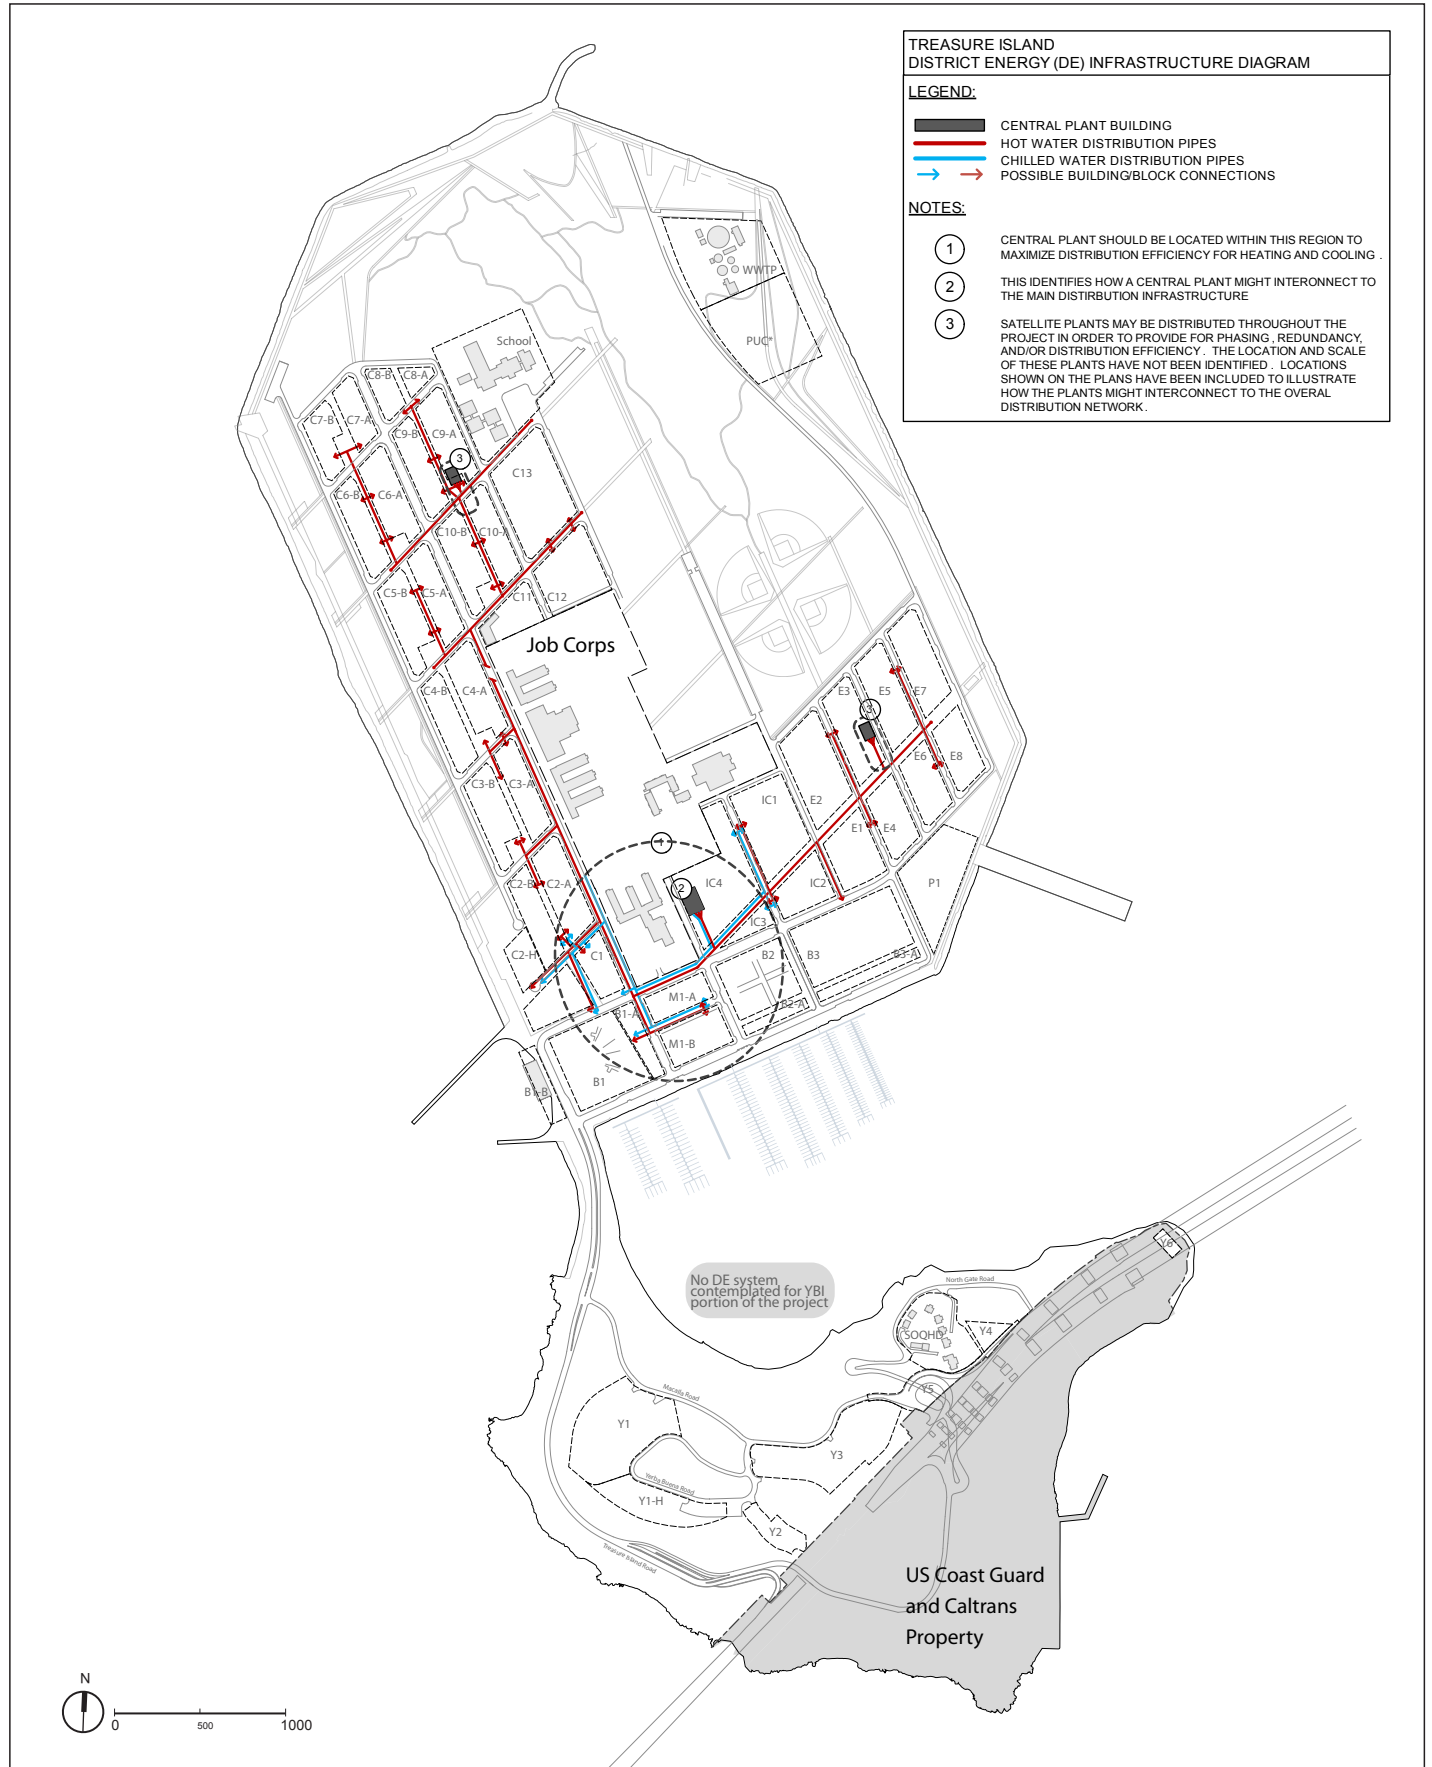 TREASURE ISLAND
DISTRICT ENERGY (DE) INFRASTRUCTURE DIAGRAM
LEGEND:
CENTRAL PLANT BUILDING
HOT WATER DISTRIBUTION PIPES
CHILLED WATER DISTRIBUTION PIPES
POSSIBLE BUILDING/BLOCK CONNECTIONS
NOTES:
1
CENTRAL PLANT SHOULD BE LOCATED WITHIN THIS REGION TO
MAXIMIZE DISTRIBUTION EFFICIENCY FOR HEATING AND COOLING .
2
THIS IDENTIFIES HOW A CENTRAL PLANT MIGHT INTERONNECT TO
THE MAIN DISTIRBUTION INFRASTRUCTURE
3
SATELLITE PLANTS MAY BE DISTRIBUTED THROUGHOUT THE
PROJECT IN ORDER TO PROVIDE FOR PHASING , REDUNDANCY,
AND/OR DISTRIBUTION EFFICIENCY . THE LOCATION AND SCALE
OF THESE PLANTS HAVE NOT BEEN IDENTIFIED . LOCATIONS
SHOWN ON THE PLANS HAVE BEEN INCLUDED TO ILLUSTRATE
HOW THE PLANTS MIGHT INTERCONNECT TO THE OVERAL
DISTRIBUTION NETWORK .
WWTP
PUC*
School
C8-B
C8-A
C7-B
C7-A
C9-B
C9-A
3
C13
C6-B
C6-A
C10-B
C10-A
C5-B
C5-A
C11
C12
Job Corps
C4-B
C4-A
E3
E5
E7
3
E6
E8
C3-B
C3-A
IC1
E2
E1
E4
1
C2-B
C2-A
2
IC4
IC2
P1
IC3
C2-H
C1
B2
B3
B3-A
M1-A
B2-A
B1-A
M1-B
B1
B1-B
No DE system
contemplated for YBI
portion of the project
Y6
North Gate Road
SOQHD
Y4
Y5
Macalla Road
Y1
Y3
Yerba Buena Road
Y1-H
Y2
Treasure Island Road
US Coast Guard
and Caltrans
Property
N
0
500
1000